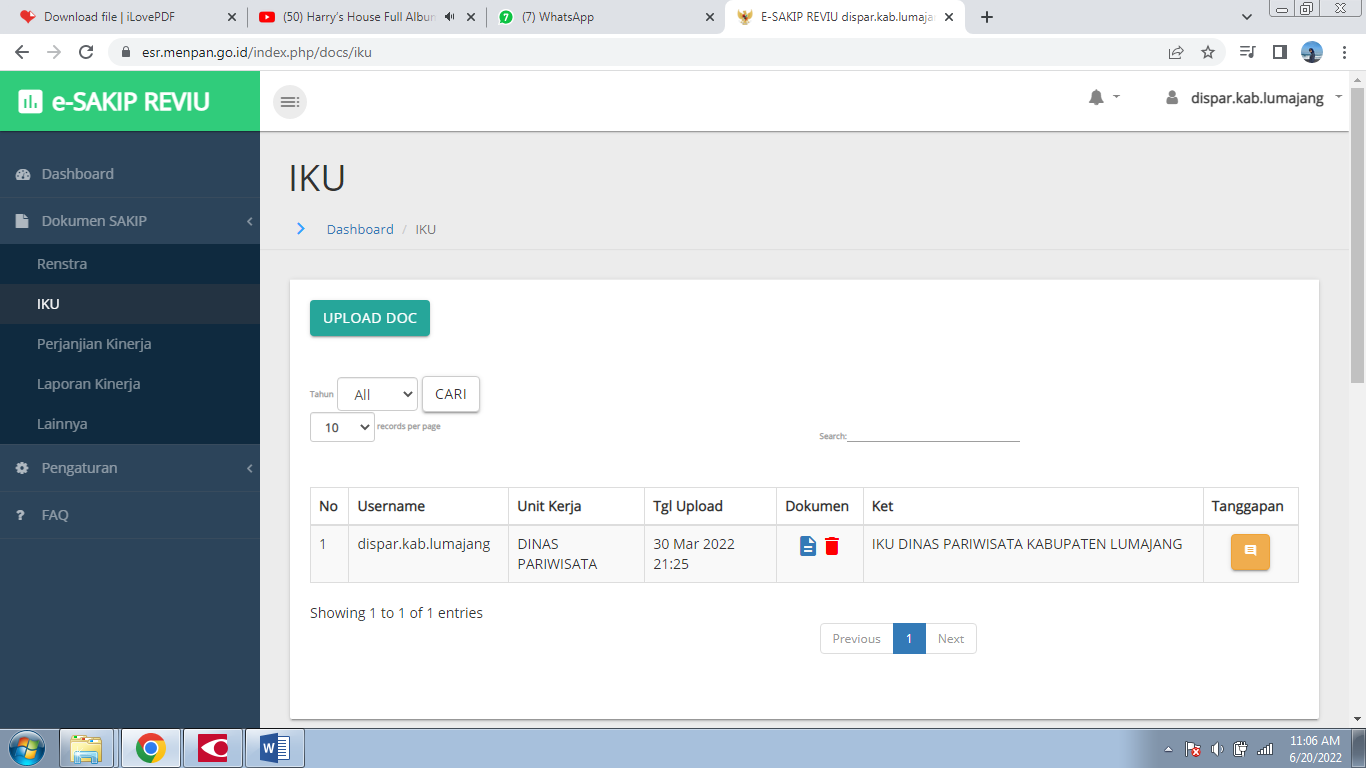 Download file | iLovePDF
(50) Harry's House Full Album
(7) WhatsApp
E-SAKIP REVIU dispar.kab.lumaja
esr.menpan.go.id/index.php/docs/iku
e-SAKIP REVIU
dispar.kab.lumajang
Dashboard
Dokumen SAKIP
Renstra
IKU
Perjanjian Kinerja
Laporan Kinerja
Lainnya
Pengaturan
? FAQ
IKU
Dashboard / IKU
UPLOAD DOC
Tahun All CARI
10 records per page
Search:
No Username Unit Kerja Tgl Upload Dokumen Ket Tanggapan
1 dispar.kab.lumajang DINAS 30 Mar 2022 IKU DINAS PARIWISATA KABUPATEN LUMAJANG
PARIWISATA 21:25
Showing 1 to 1 of 1 entries
Previous 1 Next
11:06 AM
6/20/2022